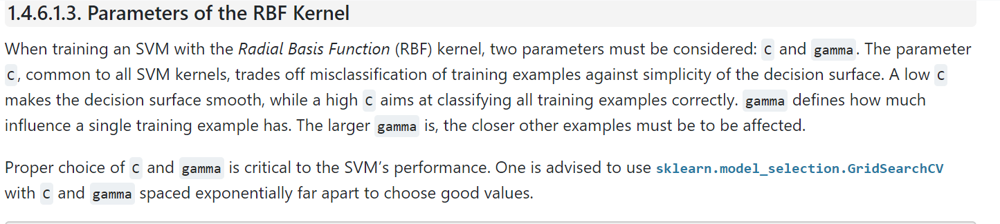 1.4.6.1.3. Parameters of the RBF Kernel
When training an SVM with the Radial Basis Function (RBF) kernel, two parameters must be considered: C and gamma. The parameter
C, common to all SVM kernels, trades off misclassification of training examples against simplicity of the decision surface. A low C
makes the decision surface smooth, while a high C aims at classifying all training examples correctly. gamma defines how much
influence a single training example has. The larger gamma is, the closer other examples must be to be affected.
Proper choice of C and gamma is critical to the SVM’s performance. One is advised to use sklearn.model_selection.GridSearchCV
with C and gamma spaced exponentially far apart to choose good values.